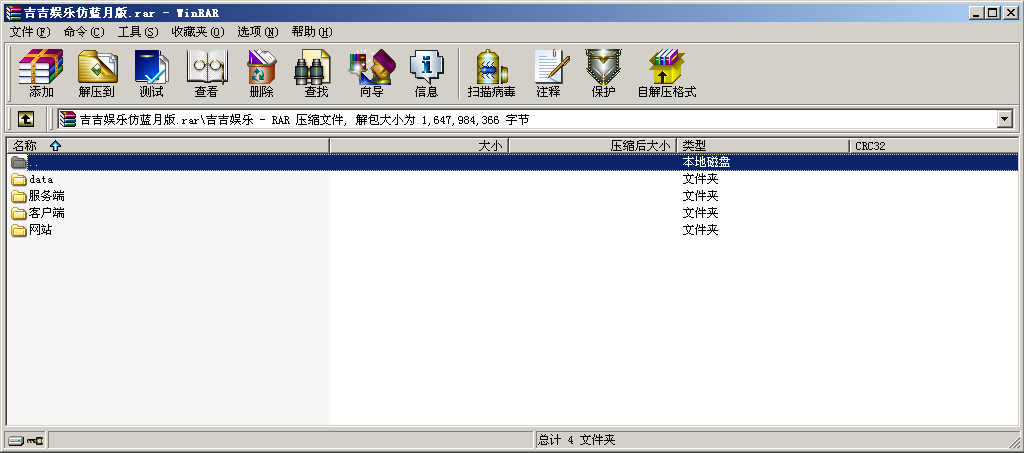 吉吉娱乐仿蓝月版.rar - WinRAR
文件(F) 命令(C) 工具(S) 收藏夹(O) 选项(N) 帮助(H)
添加 解压到 测试 查看 删除 查找 向导 信息 扫描病毒 注释 保护 自解压格式
吉吉娱乐仿蓝月版.rar\吉吉娱乐 - RAR 压缩文件, 解包大小为 1,647,984,366 字节
名称 大小 压缩后大小 类型 CRC32
.. 本地磁盘
data 文件夹
服务端 文件夹
客户端 文件夹
网站 文件夹
总计 4 文件夹